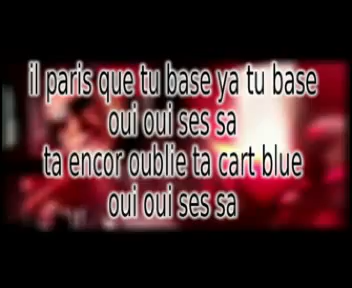 il paris que tu base ya tu base
oui oui ses sa
ta encor oublie ta cart blue
oui oui ses sa